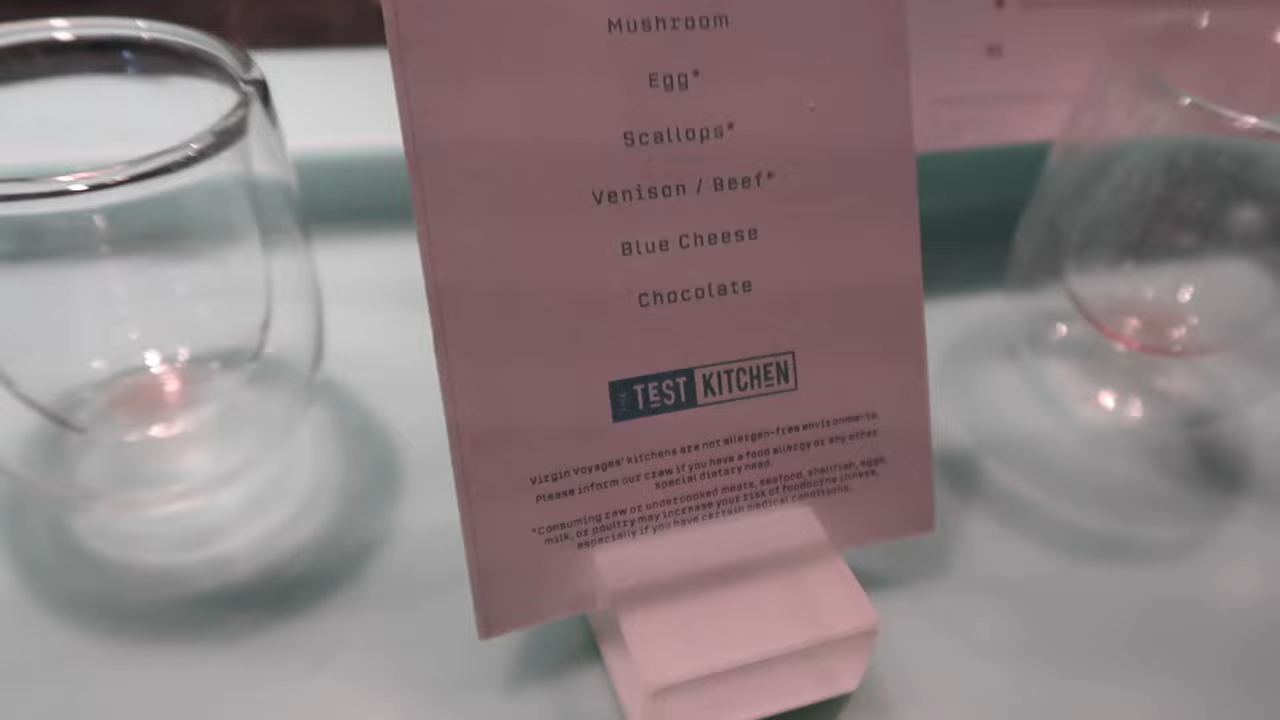 Mushroom
Egg*
Scallops*
Venison / Beef*
Blue Cheese
Chocolate
THE TEST KITCHEN
Virgin Voyages' kitchens are not allergen-free environments
Please inform our crew if you have a food allergy or any other
special dietary need.
*Consuming raw or undercooked meats, seafood, shellfish, eggs,
milk, or poultry may increase your risk of foodborne illness,
especially if you have certain medical conditions.